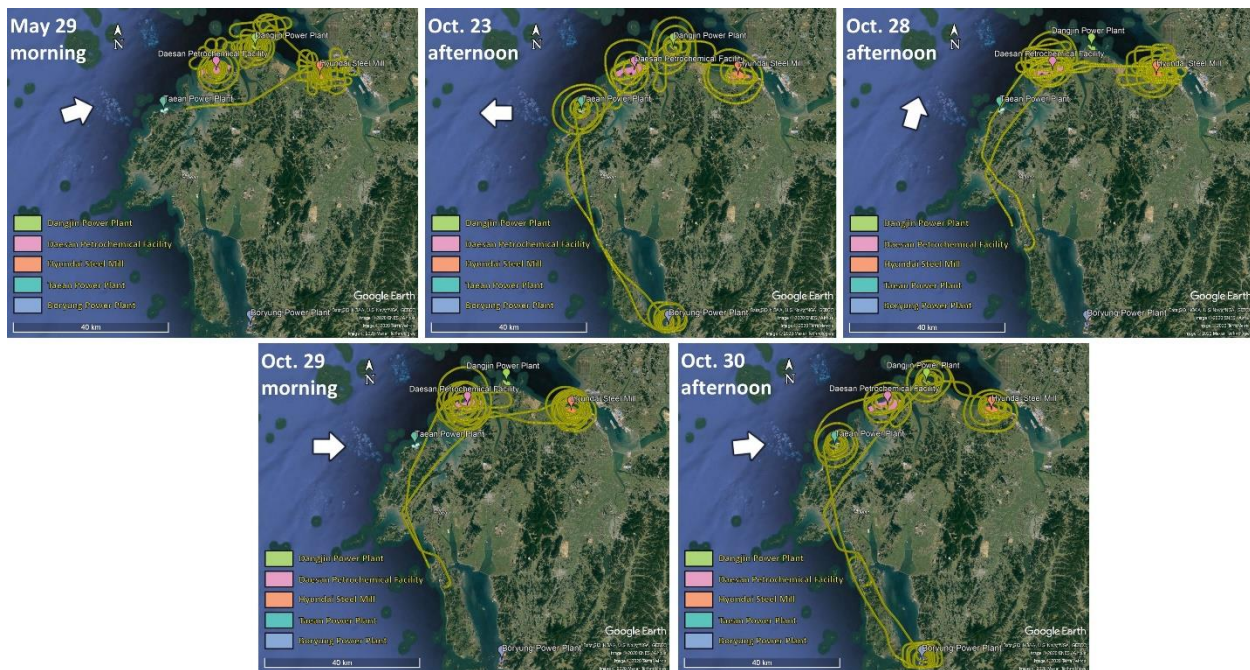 May 29
morning
N
Dangjin Power Plant
Daesan Petrochemical Facility
Hyundai Steel Mill
Taean Power Plant
Dangjin Power Plant
Daesan Petrochemical Facility
Hyundai Steel Mill
Taean Power Plant
Boryung Power Plant
Boryung Power Plant
Google Earth
40 km
Oct. 23
afternoon
N
Dangjin Power Plant
Daesan Petrochemical Facility
Hyundai Steel Mill
Taean Power Plant
Dangjin Power Plant
Daesan Petrochemical Facility
Hyundai Steel Mill
Taean Power Plant
Boryung Power Plant
Boryung Power Plant
Google Earth
40 km
Oct. 28
afternoon
N
Dangjin Power Plant
Daesan Petrochemical Facility
Hyundai Steel Mill
Taean Power Plant
Dangjin Power Plant
Daesan Petrochemical Facility
Hyundai Steel Mill
Taean Power Plant
Boryung Power Plant
Boryung Power Plant
Google Earth
40 km
Oct. 29
morning
N
Dangjin Power Plant
Daesan Petrochemical Facility
Hyundai Steel Mill
Taean Power Plant
Dangjin Power Plant
Daesan Petrochemical Facility
Hyundai Steel Mill
Taean Power Plant
Boryung Power Plant
Boryung Power Plant
Google Earth
40 km
Oct. 30
afternoon
N
Dangjin Power Plant
Daesan Petrochemical Facility
Hyundai Steel Mill
Taean Power Plant
Dangjin Power Plant
Daesan Petrochemical Facility
Hyundai Steel Mill
Taean Power Plant
Boryung Power Plant
Boryung Power Plant
Google Earth
40 km